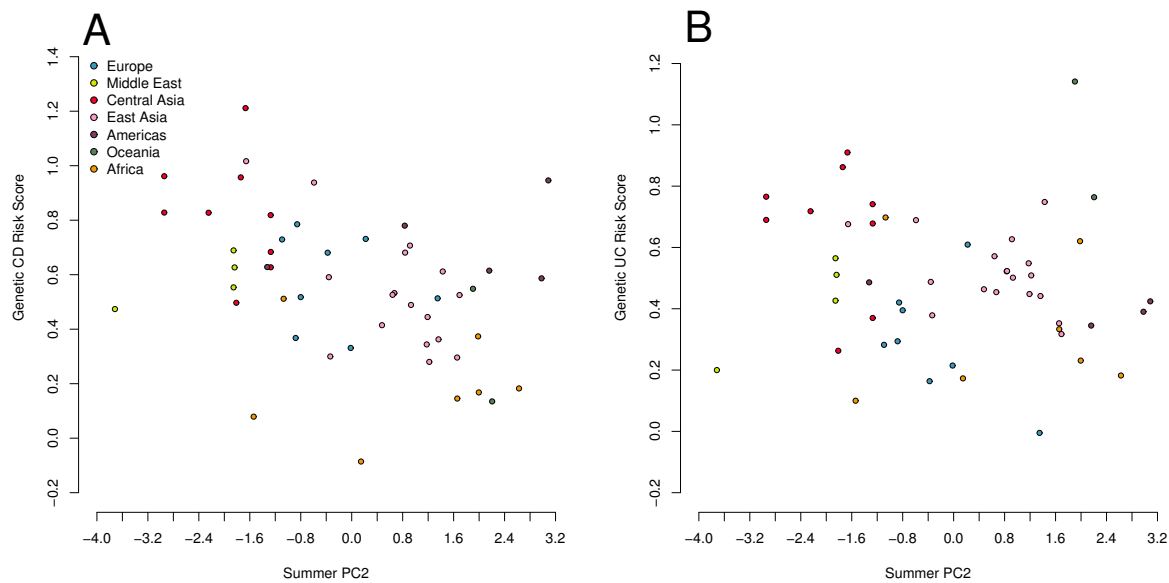 A
Genetic CD Risk Score
−0.2 0.0 0.2 0.4 0.6 0.8 1.0 1.2 1.4
Europe
Middle East
Central Asia
East Asia
Americas
Oceania
Africa
−4.0 −3.2 −2.4 −1.6 −0.8 0.0 0.8 1.6 2.4 3.2
Summer PC2
B
Genetic UC Risk Score
−0.2 0.0 0.2 0.4 0.6 0.8 1.0 1.2
−4.0 −3.2 −2.4 −1.6 −0.8 0.0 0.8 1.6 2.4 3.2
Summer PC2